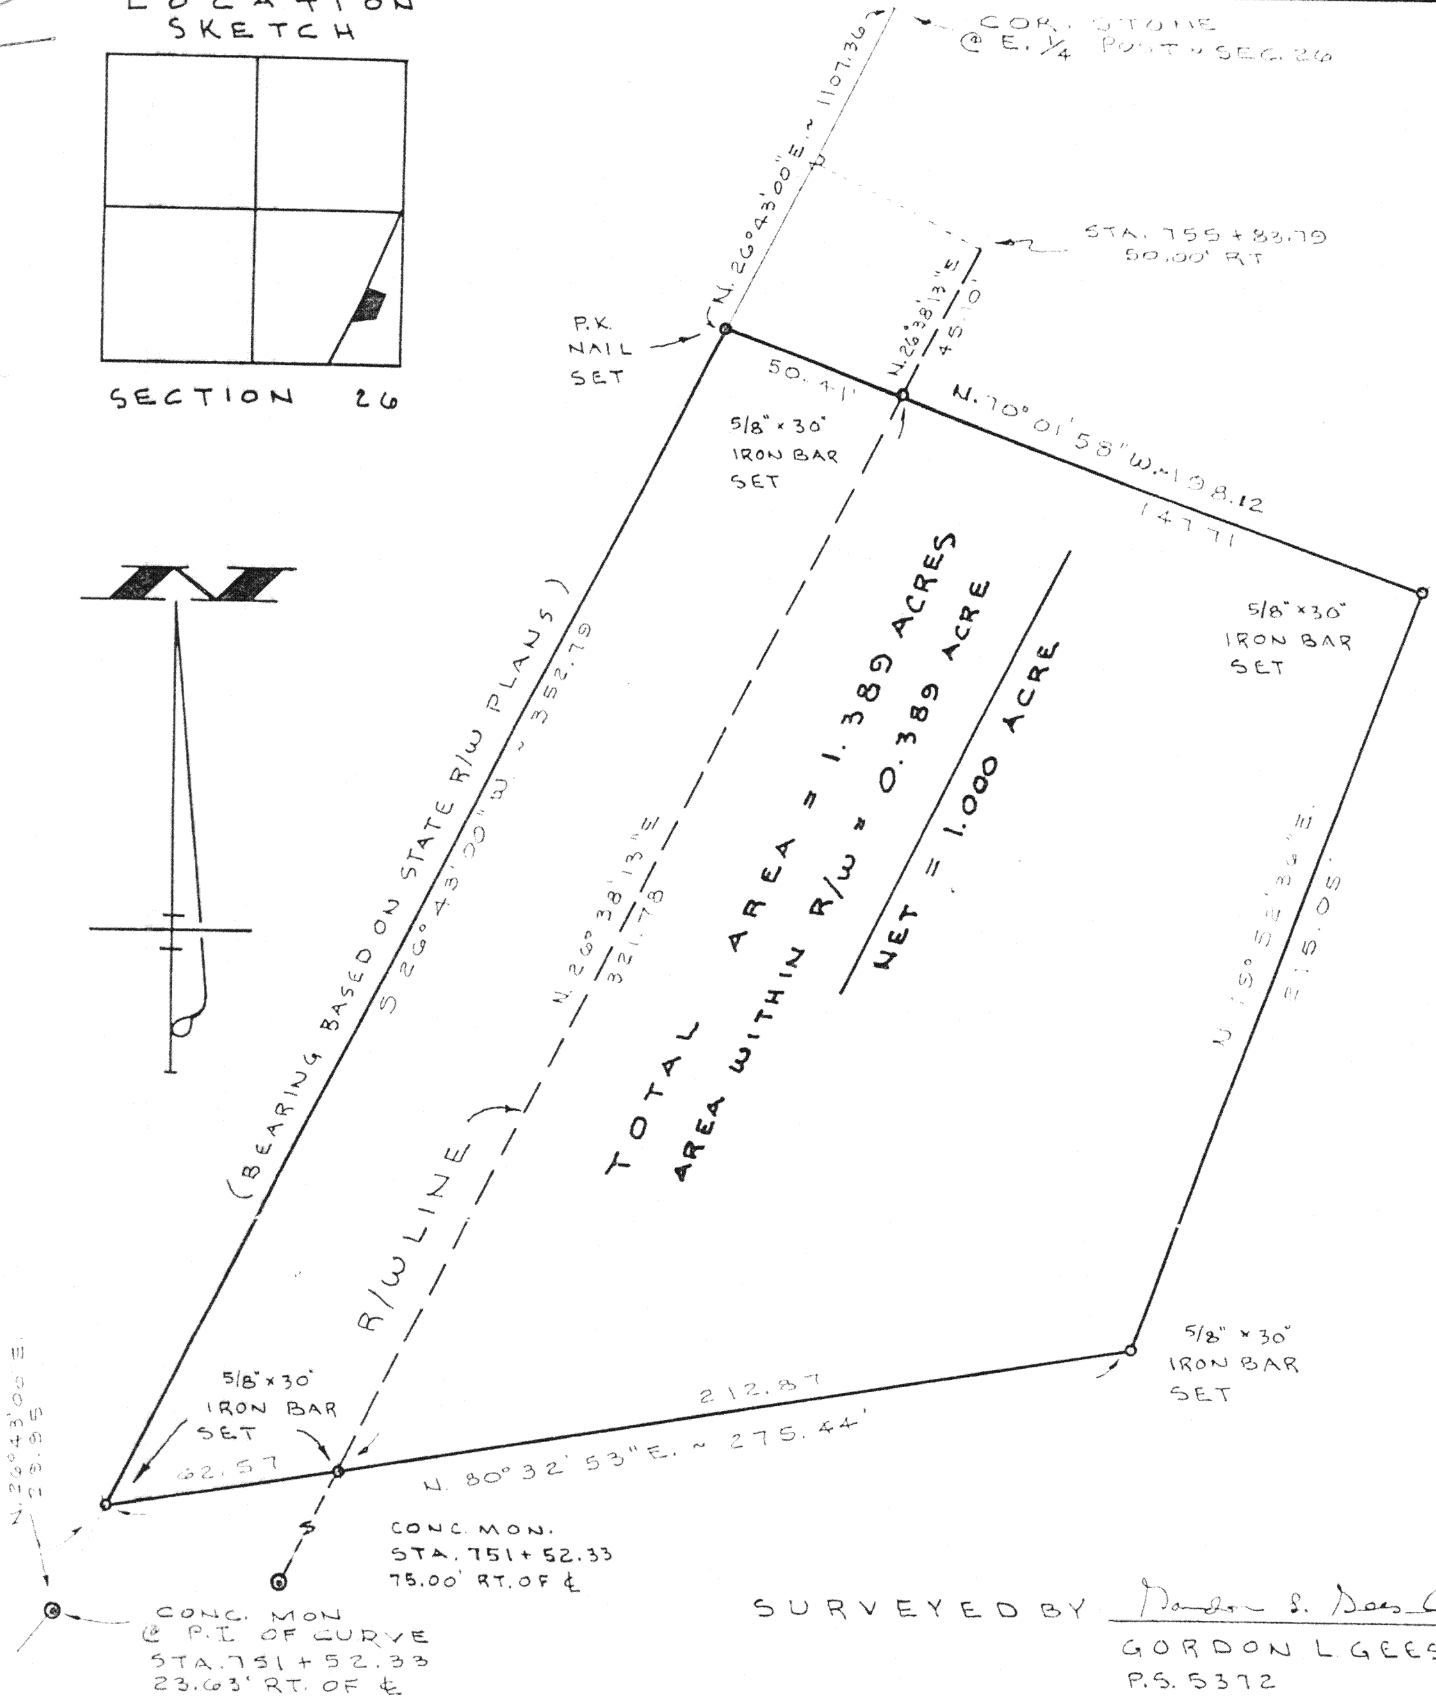 LOCATION
SKETCH
SECTION 26
COR. STONE
@ E. 1/4 POST ~ SEC. 26
N. 26°43'00"E. ~ 1107.36
STA. 755 + 83.79
50.00' RT
N. 26°38'13"E
45.10'
P.K.
NAIL
SET
50.41'
5/8" x 30"
IRON BAR
SET
N. 70°01'58"W. ~ 198.12
147.71
5/8" x 30"
IRON BAR
SET
(BEARING BASED ON STATE R/W PLANS)
S 26°43'00"W ~ 352.79
N. 26°38'13"E
321.78
R/W LINE
TOTAL AREA = 1.389 ACRES
AREA WITHIN R/W = 0.389 ACRE
NET = 1.000 ACRE
215.05
5/8" x 30"
IRON BAR
SET
5/8" x 30"
IRON BAR
SET
62.57
212.87
N. 80°32'53"E. ~ 275.44'
N. 26°43'00 E.
CONC. MON.
STA. 751 + 52.33
75.00' RT. OF ℄
CONC. MON
@ P.I. OF CURVE
STA. 751 + 52.33
23.63' RT. OF ℄
SURVEYED BY
GORDON L. GEES
P.S. 5372